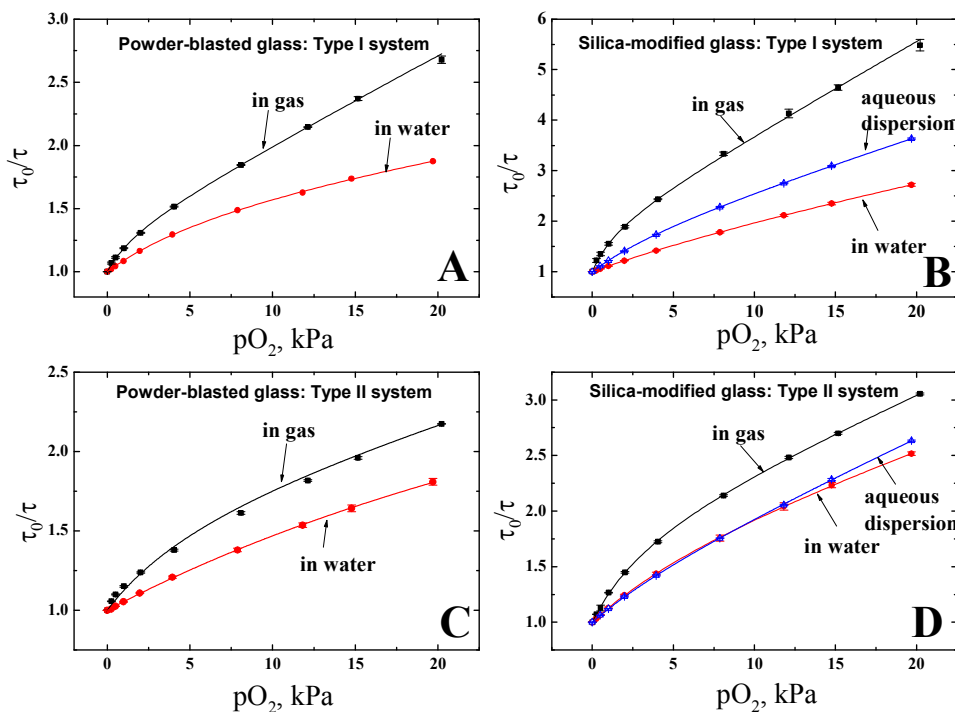 3.0
2.5
2.0
1.5
1.0
τ₀/τ
Powder-blasted glass: Type I system
in gas
in water
A
0 5 10 15 20
pO₂, kPa
6
5
4
3
2
1
τ₀/τ
Silica-modified glass: Type I system
in gas
aqueous
dispersion
in water
B
0 5 10 15 20
pO₂, kPa
2.5
2.0
1.5
1.0
τ₀/τ
Powder-blasted glass: Type II system
in gas
in water
C
0 5 10 15 20
pO₂, kPa
3.0
2.5
2.0
1.5
1.0
τ₀/τ
Silica-modified glass: Type II system
in gas
aqueous
dispersion
in water
D
0 5 10 15 20
pO₂, kPa